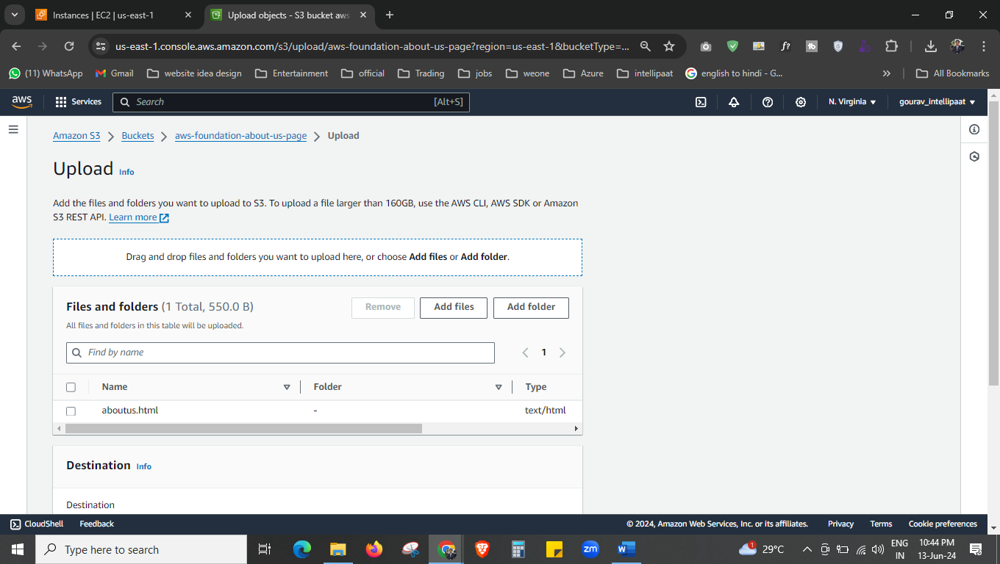 Instances | EC2 | us-east-1
Upload objects - S3 bucket aws
us-east-1.console.aws.amazon.com/s3/upload/aws-foundation-about-us-page?region=us-east-1&bucketType=...
f?
(11) WhatsApp
Gmail
website idea design
Entertainment
official
Trading
jobs
weone
Azure
intellipaat
english to hindi - G...
All Bookmarks
aws
Services
Search
[Alt+S]
N. Virginia
gourav_intellipaat
Amazon S3
Buckets
aws-foundation-about-us-page
Upload
Upload Info
Add the files and folders you want to upload to S3. To upload a file larger than 160GB, use the AWS CLI, AWS SDK or Amazon
S3 REST API. Learn more
Drag and drop files and folders you want to upload here, or choose Add files or Add folder.
Files and folders (1 Total, 550.0 B)
Remove
Add files
Add folder
All files and folders in this table will be uploaded.
Find by name
1
Name
Folder
Type
aboutus.html
-
text/html
Destination Info
Destination
CloudShell
Feedback
© 2024, Amazon Web Services, Inc. or its affiliates.
Privacy
Terms
Cookie preferences
Type here to search
zm
1
29°C
ENG
IN
10:44 PM
13-Jun-24